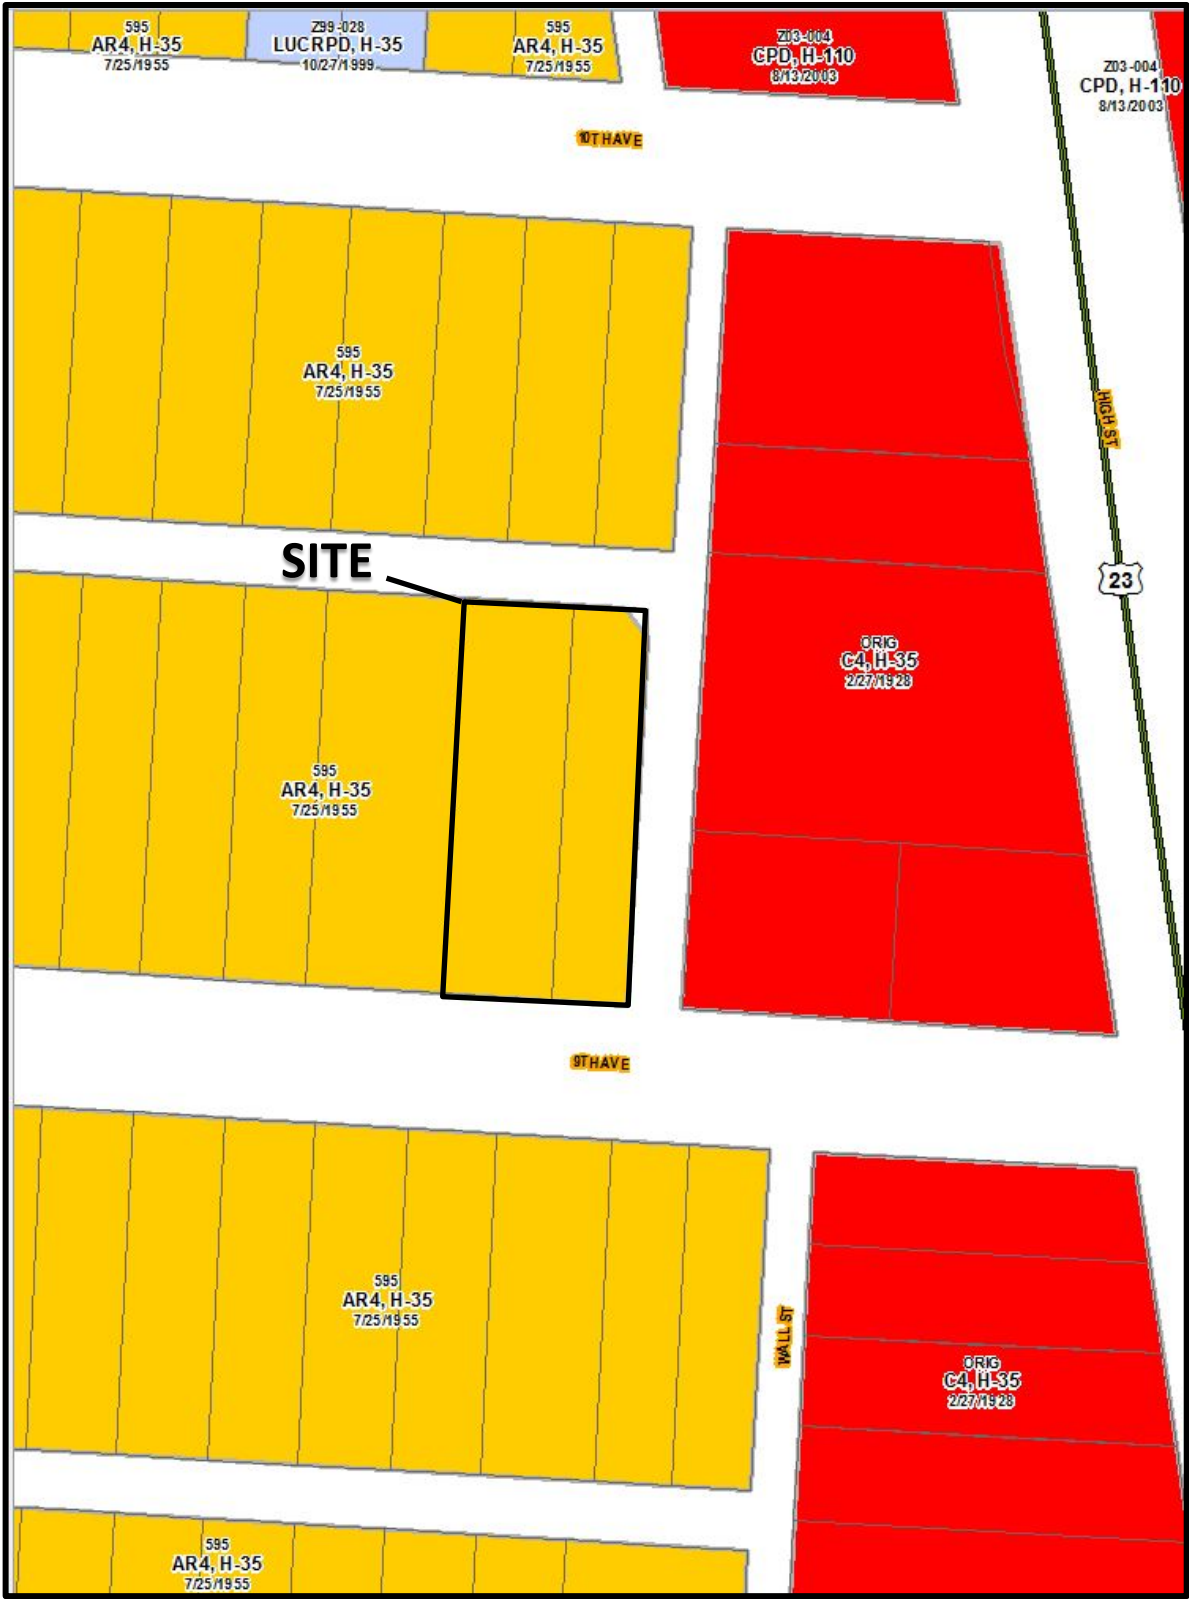 595
AR4, H-35
7/25/1955
Z99-028
LUCRPD, H-35
10/27/1999
595
AR4, H-35
7/25/1955
Z03-004
CPD, H-110
8/13/2003
Z03-004
CPD, H-110
8/13/2003
10TH AVE
595
AR4, H-35
7/25/1955
HIGH ST
SITE
23
ORIG
C4, H-35
2/27/1928
595
AR4, H-35
7/25/1955
9TH AVE
595
AR4, H-35
7/25/1955
WALL ST
ORIG
C4, H-35
2/27/1928
595
AR4, H-35
7/25/1955